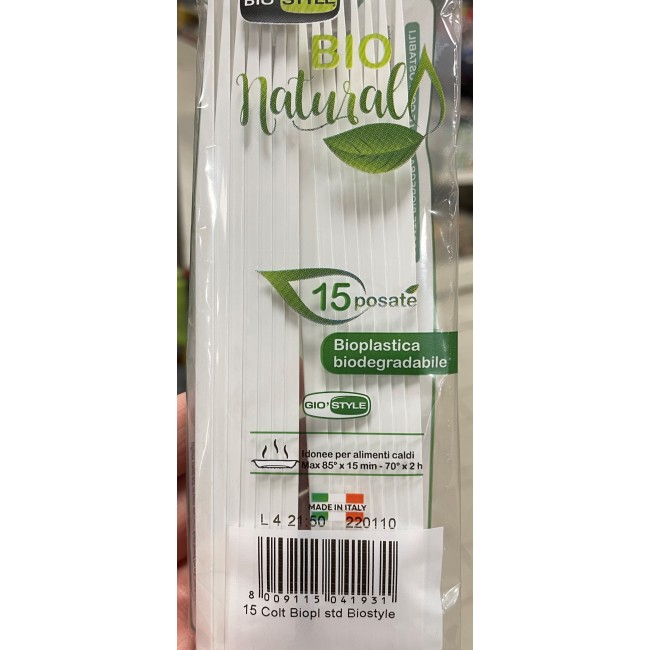 BIO STYLE
BIO
Natural
15 posate
Bioplastica
biodegradabile
GIO'STYLE
Idonee per alimenti caldi
Max 85° x 15 min - 70° x 2 h
MADE IN ITALY
L 4 21:50 220110
8 009115 041931
15 Colt Biopl std Biostyle